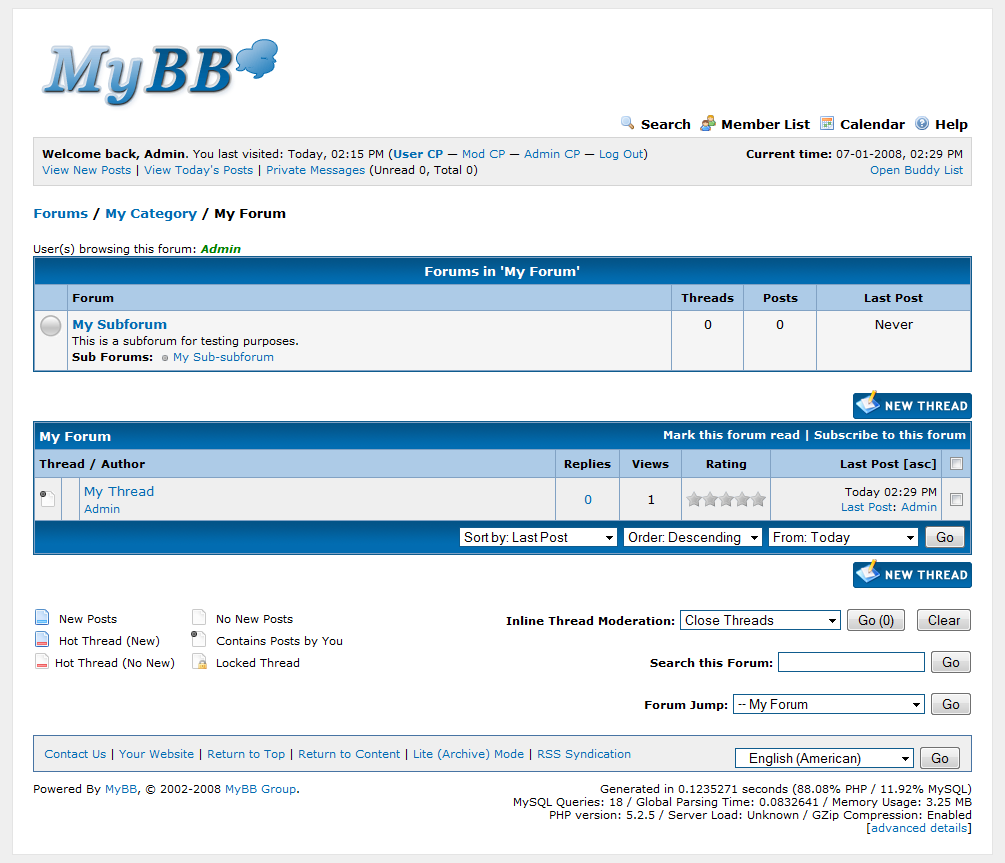 MyBB
Search Member List Calendar Help
Welcome back, Admin. You last visited: Today, 02:15 PM (User CP — Mod CP — Admin CP — Log Out) Current time: 07-01-2008, 02:29 PM
View New Posts | View Today's Posts | Private Messages (Unread 0, Total 0) Open Buddy List
Forums / My Category / My Forum
User(s) browsing this forum: Admin
Forums in 'My Forum'
Forum Threads Posts Last Post
My Subforum 0 0 Never
This is a subforum for testing purposes.
Sub Forums: My Sub-subforum
NEW THREAD
My Forum Mark this forum read | Subscribe to this forum
Thread / Author Replies Views Rating Last Post [asc]
My Thread 0 1 Today 02:29 PM
Admin Last Post: Admin
Sort by: Last Post Order: Descending From: Today Go
NEW THREAD
New Posts No New Posts Inline Thread Moderation: Close Threads Go (0) Clear
Hot Thread (New) Contains Posts by You
Hot Thread (No New) Locked Thread Search this Forum: Go
Forum Jump: -- My Forum Go
Contact Us | Your Website | Return to Top | Return to Content | Lite (Archive) Mode | RSS Syndication English (American) Go
Powered By MyBB, © 2002-2008 MyBB Group. Generated in 0.1235271 seconds (88.08% PHP / 11.92% MySQL)
MySQL Queries: 18 / Global Parsing Time: 0.0832641 / Memory Usage: 3.25 MB
PHP version: 5.2.5 / Server Load: Unknown / GZip Compression: Enabled
[advanced details]